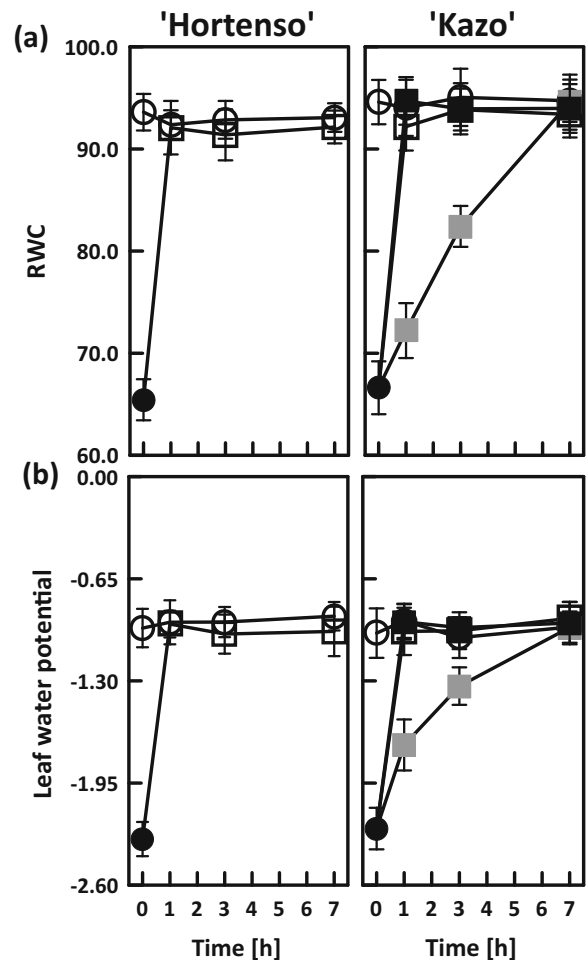 'Hortenso' 'Kazo'
(a)
100.0
90.0
80.0
70.0
60.0
RWC
(b)
0.00
-0.65
-1.30
-1.95
-2.60
Leaf water potential
0 1 2 3 4 5 6 7 0 1 2 3 4 5 6 7
Time [h] Time [h]